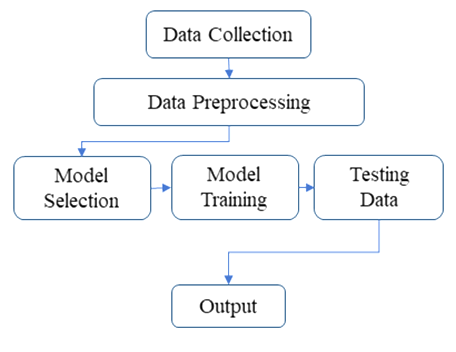 Data Collection
Data Preprocessing
Model
Selection
Model
Training
Testing
Data
Output